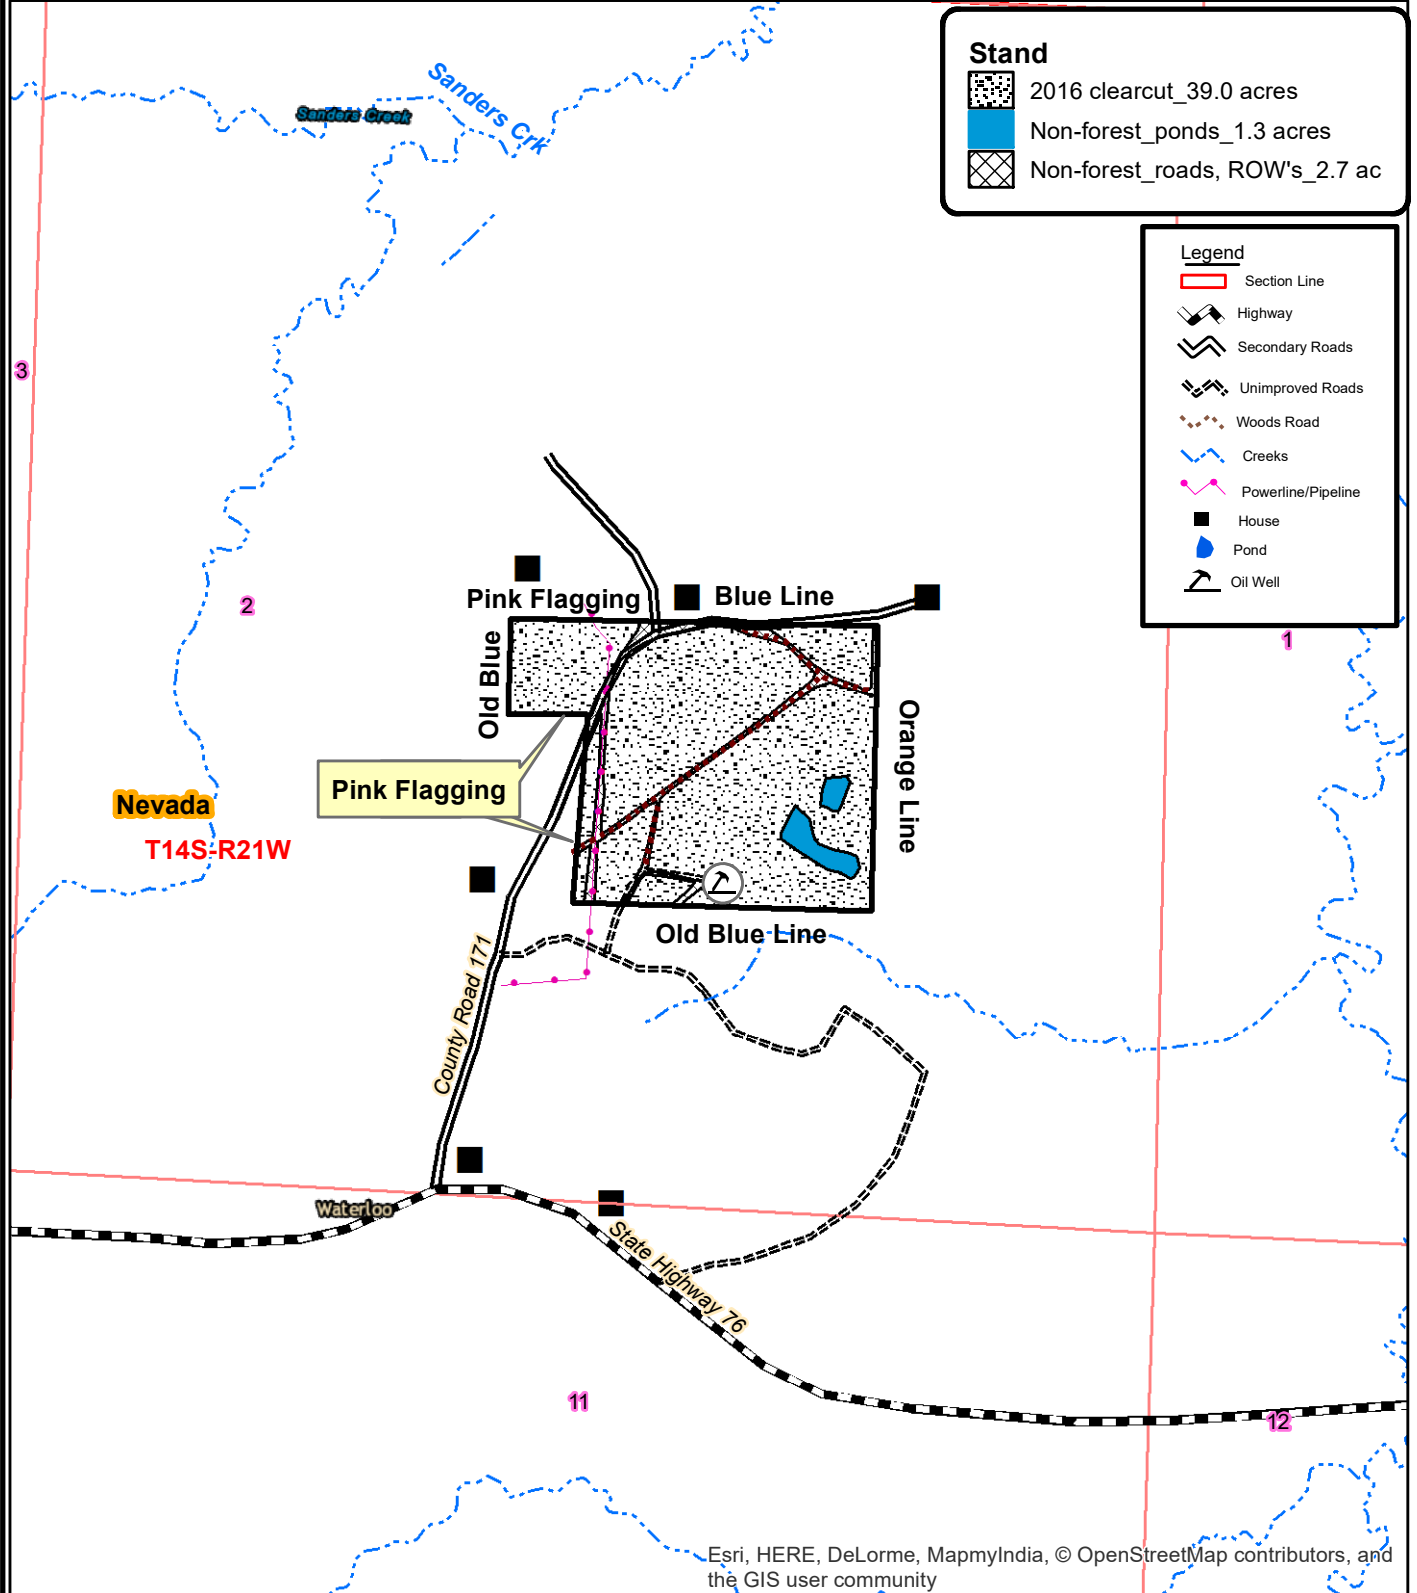 Stand
2016 clearcut_39.0 acres
Non-forest_ponds_1.3 acres
Non-forest_roads, ROW's_2.7 ac
Sanders Crk
Sanders Creek
Legend
Section Line
Highway
Secondary Roads
Unimproved Roads
Woods Road
Creeks
Powerline/Pipeline
House
Pond
Oil Well
3
2
1
Pink Flagging
Blue Line
Old Blue
Orange Line
Pink Flagging
Nevada
T14S-R21W
Old Blue Line
County Road 171
Waterloo
State Highway 76
11
12
Esri, HERE, DeLorme, MapmyIndia, © OpenStreetMap contributors, and
the GIS user community